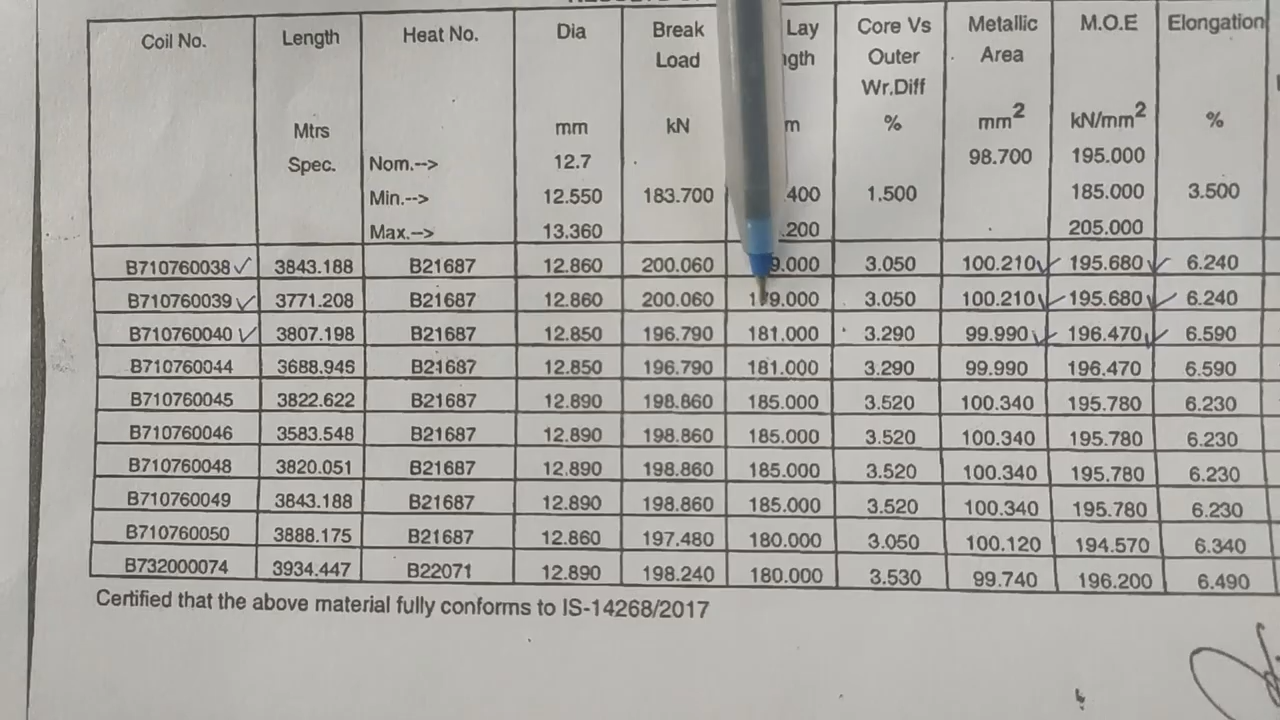 Coil No. Length Heat No. Dia Break Lay Core Vs Metallic M.O.E Elongation
Load Outer Area
Wr.Diff
Mtrs mm kN % mm² kN/mm² %
Spec. Nom.--> 12.7 98.700 195.000
Min.--> 12.550 183.700 1.500 185.000 3.500
Max.--> 13.360 205.000
B710760038 3843.188 B21687 12.860 200.060 3.050 100.210 195.680 6.240
B710760039 3771.208 B21687 12.860 200.060 3.050 100.210 195.680 6.240
B710760040 3807.198 B21687 12.850 196.790 181.000 3.290 99.990 196.470 6.590
B710760044 3688.945 B21687 12.850 196.790 181.000 3.290 99.990 196.470 6.590
B710760045 3822.622 B21687 12.890 198.860 185.000 3.520 100.340 195.780 6.230
B710760046 3583.548 B21687 12.890 198.860 185.000 3.520 100.340 195.780 6.230
B710760048 3820.051 B21687 12.890 198.860 185.000 3.520 100.340 195.780 6.230
B710760049 3843.188 B21687 12.890 198.860 185.000 3.520 100.340 195.780 6.230
B710760050 3888.175 B21687 12.860 197.480 180.000 3.050 100.120 194.570 6.340
B732000074 3934.447 B22071 12.890 198.240 180.000 3.530 99.740 196.200 6.490
Certified that the above material fully conforms to IS-14268/2017